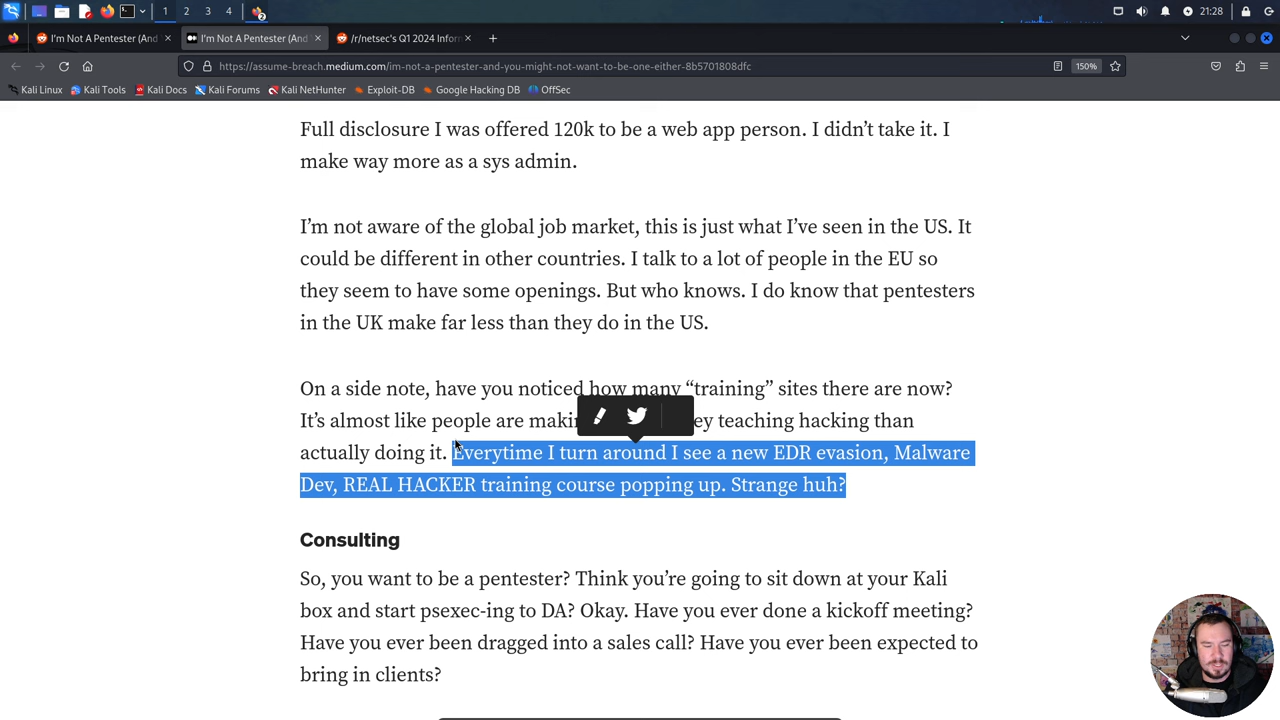 1
2
3
4
2
21:28
I'm Not A Pentester (And
I'm Not A Pentester (And
/r/netsec's Q1 2024 Infor
https://assume-breach.medium.com/im-not-a-pentester-and-you-might-not-want-to-be-one-either-8b5701808dfc
150%
Kali Linux
Kali Tools
Kali Docs
Kali Forums
Kali NetHunter
Exploit-DB
Google Hacking DB
OffSec
Full disclosure I was offered 120k to be a web app person. I didn’t take it. I
make way more as a sys admin.
I’m not aware of the global job market, this is just what I’ve seen in the US. It
could be different in other countries. I talk to a lot of people in the EU so
they seem to have some openings. But who knows. I do know that pentesters
in the UK make far less than they do in the US.
On a side note, have you noticed how many “training” sites there are now?
It’s almost like people are ey teaching hacking than
actually doing it. Everytime I turn around I see a new EDR evasion, Malware
Dev, REAL HACKER training course popping up. Strange huh?
Consulting
So, you want to be a pentester? Think you’re going to sit down at your Kali
box and start psexec-ing to DA? Okay. Have you ever done a kickoff meeting?
Have you ever been dragged into a sales call? Have you ever been expected to
bring in clients?